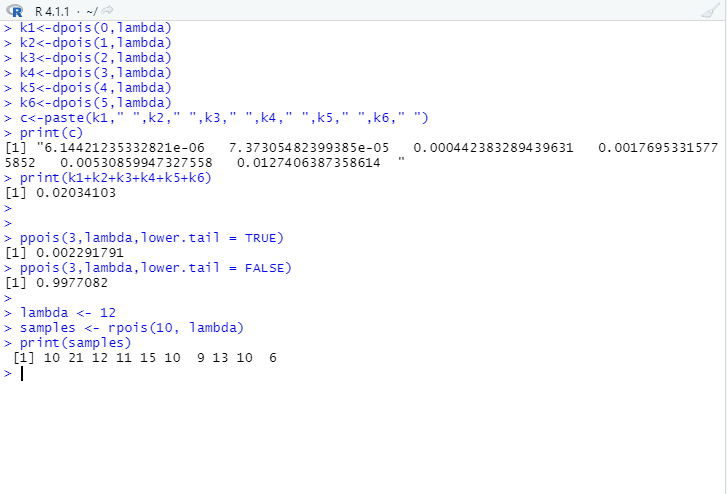 R R 4.1.1 · ~/
> k1<-dpois(0,lambda)
> k2<-dpois(1,lambda)
> k3<-dpois(2,lambda)
> k4<-dpois(3,lambda)
> k5<-dpois(4,lambda)
> k6<-dpois(5,lambda)
> c<-paste(k1," ",k2," ",k3," ",k4," ",k5," ",k6," ")
> print(c)
[1] "6.14421235332821e-06   7.37305482399385e-05   0.000442383289439631   0.0017695331577
5852   0.00530859947327558   0.0127406387358614  "
> print(k1+k2+k3+k4+k5+k6)
[1] 0.02034103
>
>
> ppois(3,lambda,lower.tail = TRUE)
[1] 0.002291791
> ppois(3,lambda,lower.tail = FALSE)
[1] 0.9977082
>
> lambda <- 12
> samples <- rpois(10, lambda)
> print(samples)
[1] 10 21 12 11 15 10  9 13 10  6
>